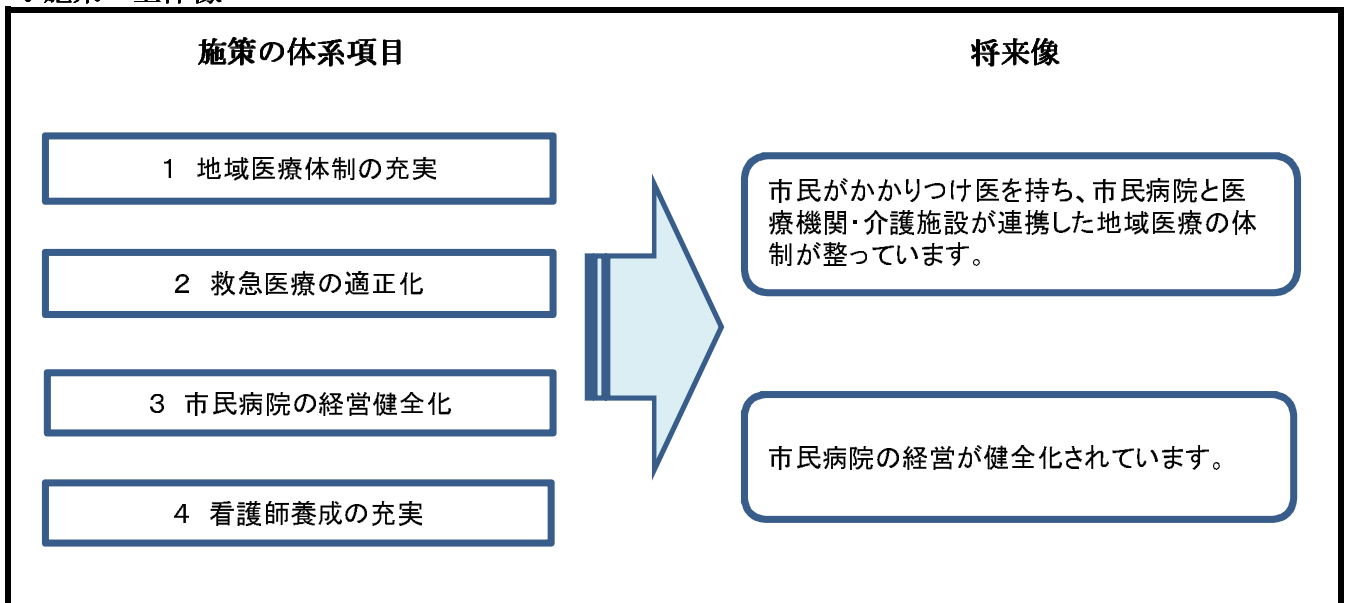 施策の体系項目
将来像
1 地域医療体制の充実
2 救急医療の適正化
3 市民病院の経営健全化
4 看護師養成の充実
市民がかかりつけ医を持ち、市民病院と医
療機関・介護施設が連携した地域医療の体
制が整っています。
市民病院の経営が健全化されています。